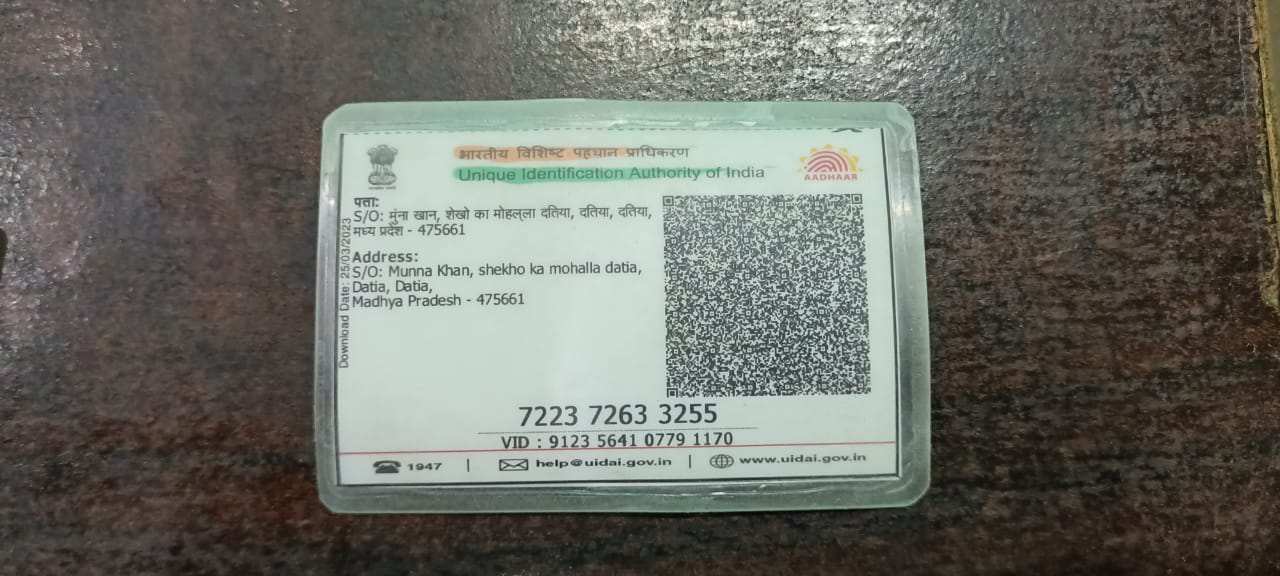 भारतीय विशिष्ट पहचान प्राधिकरण
Unique Identification Authority of India
AADHAAR
पता:
S/O: मुंना खान, शेखो का मोहल्ला दतिया, दतिया, दतिया,
मध्य प्रदेश - 475661
Address:
S/O: Munna Khan, shekho ka mohalla datia,
Datia, Datia,
Madhya Pradesh - 475661
Download Date: 25/03/2023
7223 7263 3255
VID : 9123 5641 0779 1170
1947 | help@uidai.gov.in | www.uidai.gov.in